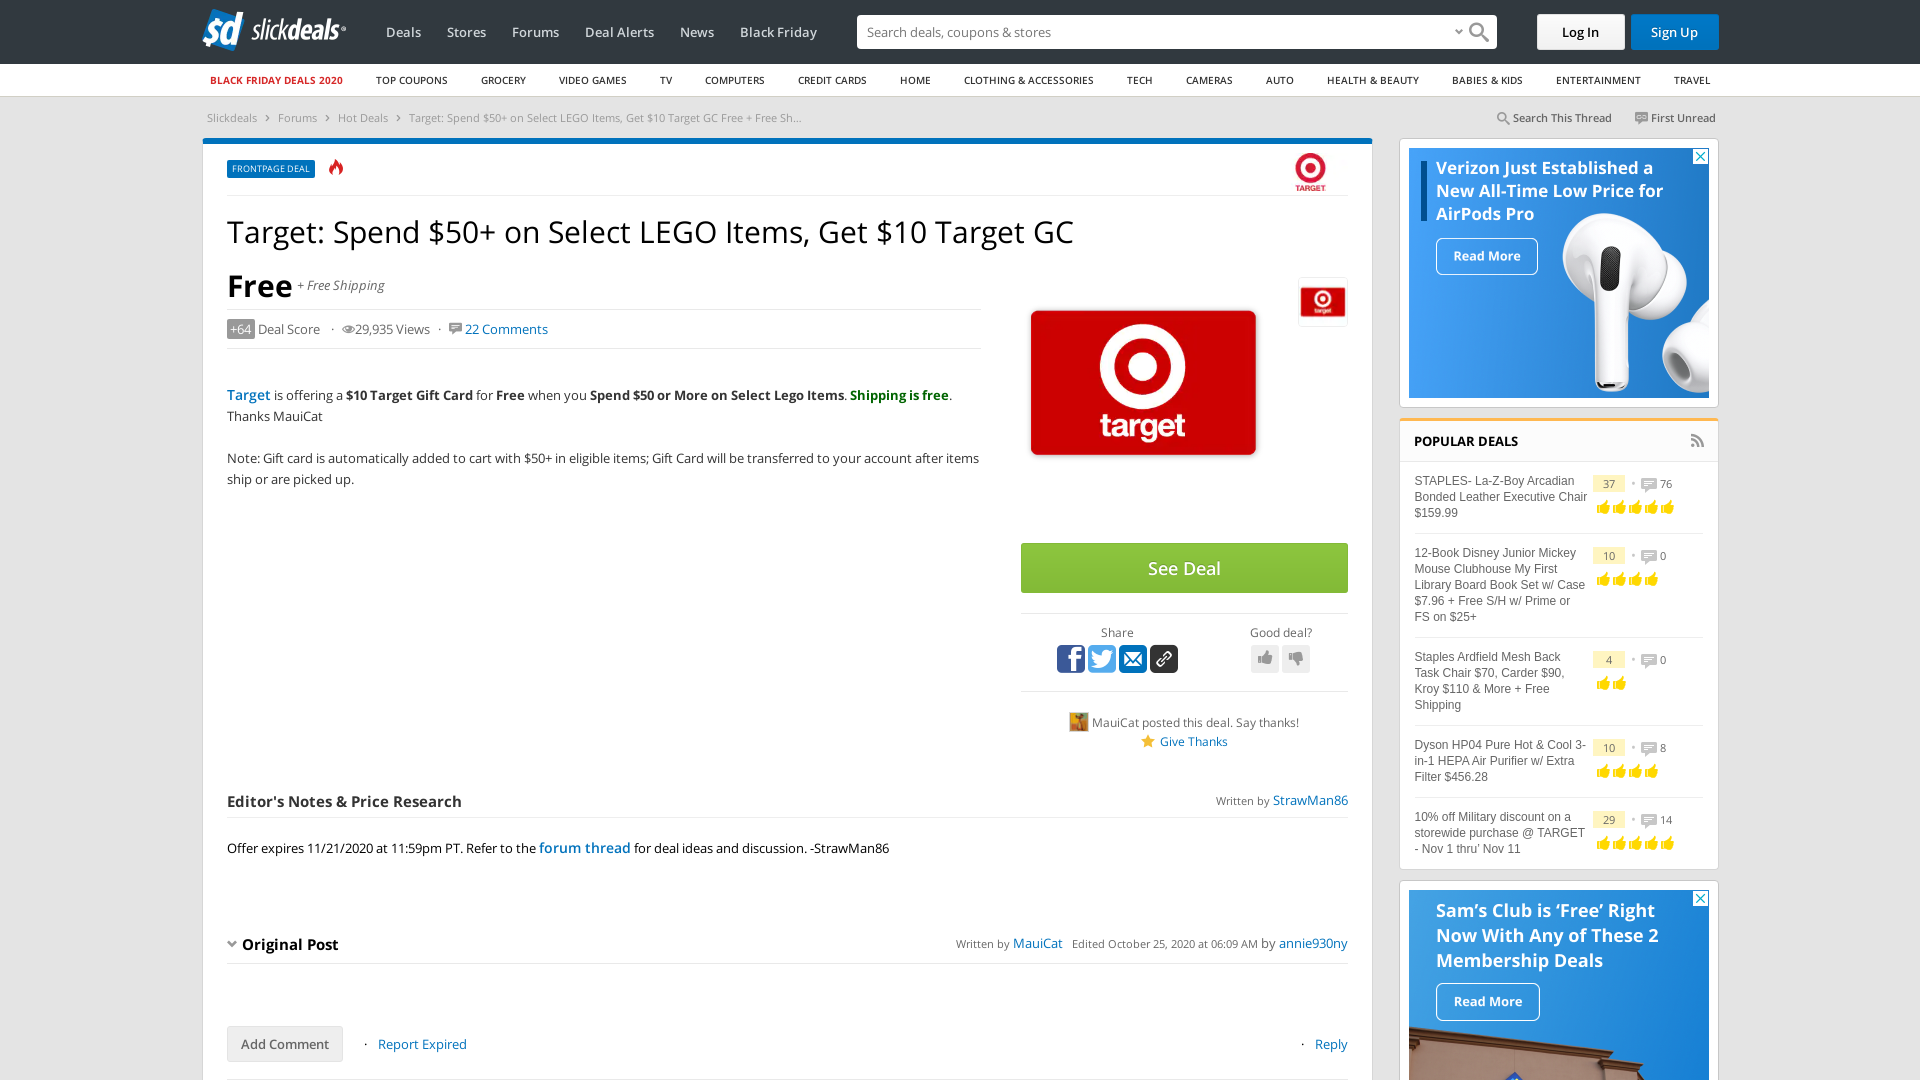 slickdeals
Deals
Stores
Forums
Deal Alerts
News
Black Friday
Search deals, coupons & stores
Log In
Sign Up
BLACK FRIDAY DEALS 2020
TOP COUPONS
GROCERY
VIDEO GAMES
TV
COMPUTERS
CREDIT CARDS
HOME
CLOTHING & ACCESSORIES
TECH
CAMERAS
AUTO
HEALTH & BEAUTY
BABIES & KIDS
ENTERTAINMENT
TRAVEL
Slickdeals › Forums › Hot Deals › Target: Spend $50+ on Select LEGO Items, Get $10 Target GC Free + Free Sh...
Search This Thread
First Unread
FRONTPAGE DEAL
TARGET
Target: Spend $50+ on Select LEGO Items, Get $10 Target GC
Free + Free Shipping
+64 Deal Score · 29,935 Views · 22 Comments
Target is offering a $10 Target Gift Card for Free when you Spend $50 or More on Select Lego Items. Shipping is free.
Thanks MauiCat
Note: Gift card is automatically added to cart with $50+ in eligible items; Gift Card will be transferred to your account after items
ship or are picked up.
target
target
See Deal
Share
Good deal?
MauiCat posted this deal. Say thanks!
Give Thanks
Editor's Notes & Price Research
Written by StrawMan86
Offer expires 11/21/2020 at 11:59pm PT. Refer to the forum thread for deal ideas and discussion. -StrawMan86
Original Post
Written by MauiCat Edited October 25, 2020 at 06:09 AM by annie930ny
Add Comment
· Report Expired
· Reply
Verizon Just Established a
New All-Time Low Price for
AirPods Pro
Read More
POPULAR DEALS
STAPLES- La-Z-Boy Arcadian
Bonded Leather Executive Chair
$159.99
37 • 76
12-Book Disney Junior Mickey
Mouse Clubhouse My First
Library Board Book Set w/ Case
$7.96 + Free S/H w/ Prime or
FS on $25+
10 • 0
Staples Ardfield Mesh Back
Task Chair $70, Carder $90,
Kroy $110 & More + Free
Shipping
4 • 0
Dyson HP04 Pure Hot & Cool 3-
in-1 HEPA Air Purifier w/ Extra
Filter $456.28
10 • 8
10% off Military discount on a
storewide purchase @ TARGET
- Nov 1 thru' Nov 11
29 • 14
Sam's Club is 'Free' Right
Now With Any of These 2
Membership Deals
Read More